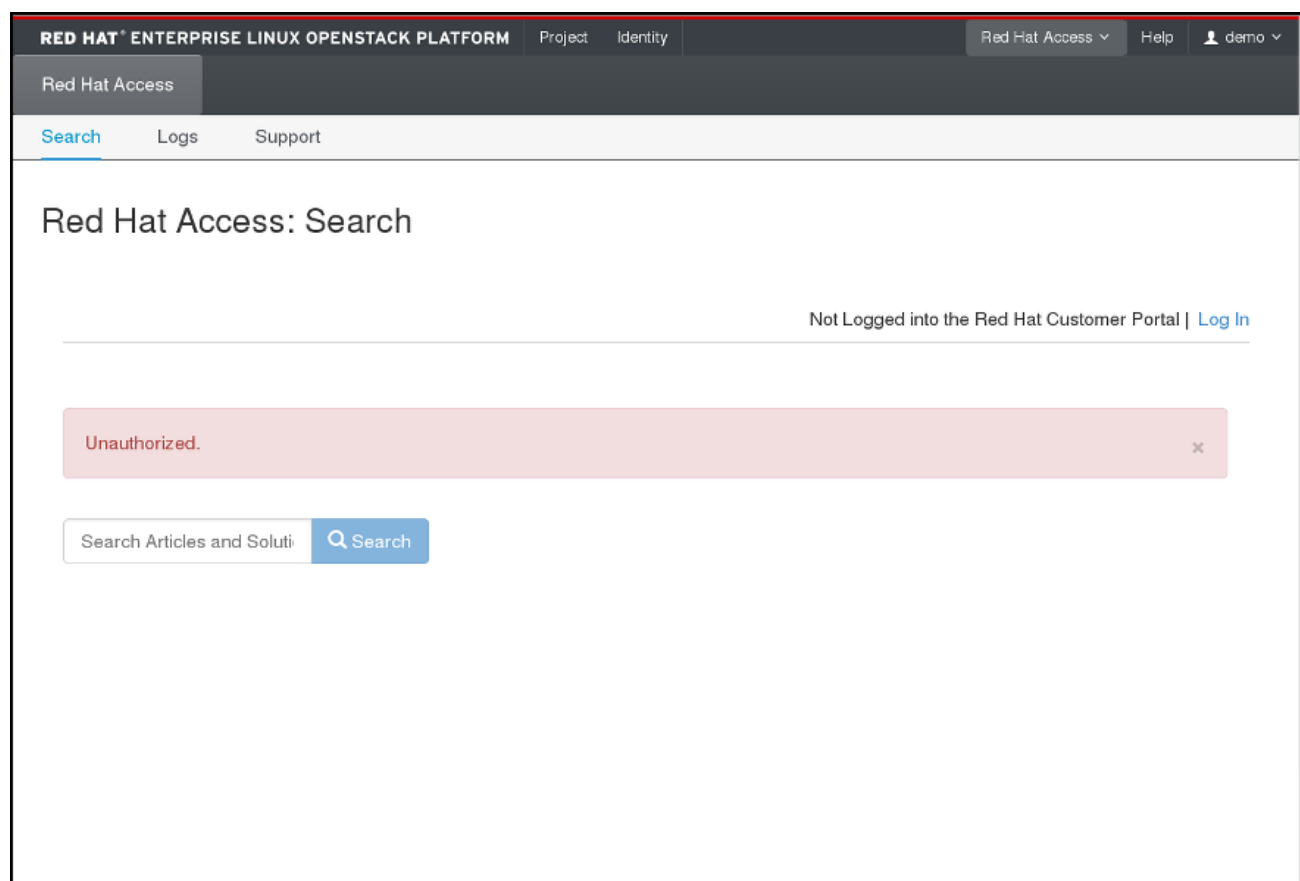 RED HAT® ENTERPRISE LINUX OPENSTACK PLATFORM Project Identity Red Hat Access Help demo
Red Hat Access
Search Logs Support
Red Hat Access: Search
Not Logged into the Red Hat Customer Portal | Log In
Unauthorized. ×
Search Articles and Soluti Search